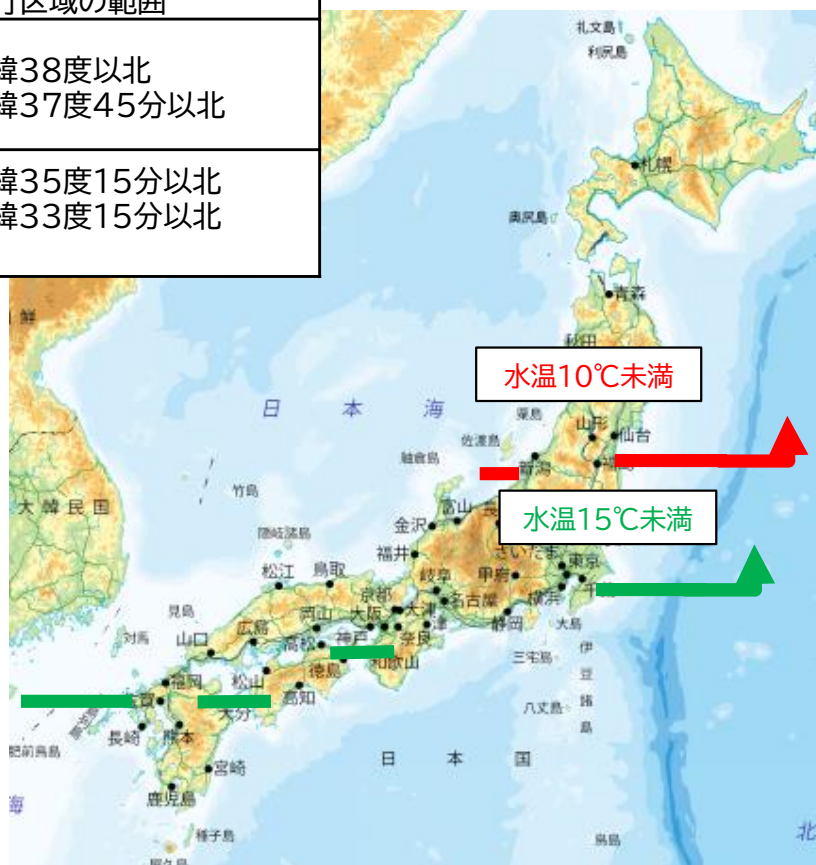 行区域の範囲
緯38度以北
緯37度45分以北
緯35度15分以北
緯33度15分以北
礼文島
利尻島
札幌
奥尻島
青森
鮮
秋田
水温10℃未満
日本海
粟島
山形
仙台
佐渡島
舳倉島
新潟
竹島
大韓民国
富山
長
金沢
水温15℃未満
隠岐諸島
福井
さいたま
東京
松江
鳥取
岐阜
甲府
千葉
京都
名古屋
横浜
見島
岡山
大阪
大津
津
静岡
大島
対馬
山口
広島
高松
神戸
奈良
三宅島
伊豆諸島
徳島
和歌山
福岡
松山
高知
八丈島
大分
長崎
熊本
肥前鳥島
日本国
宮崎
鹿児島
海
種子島
鳥島
北